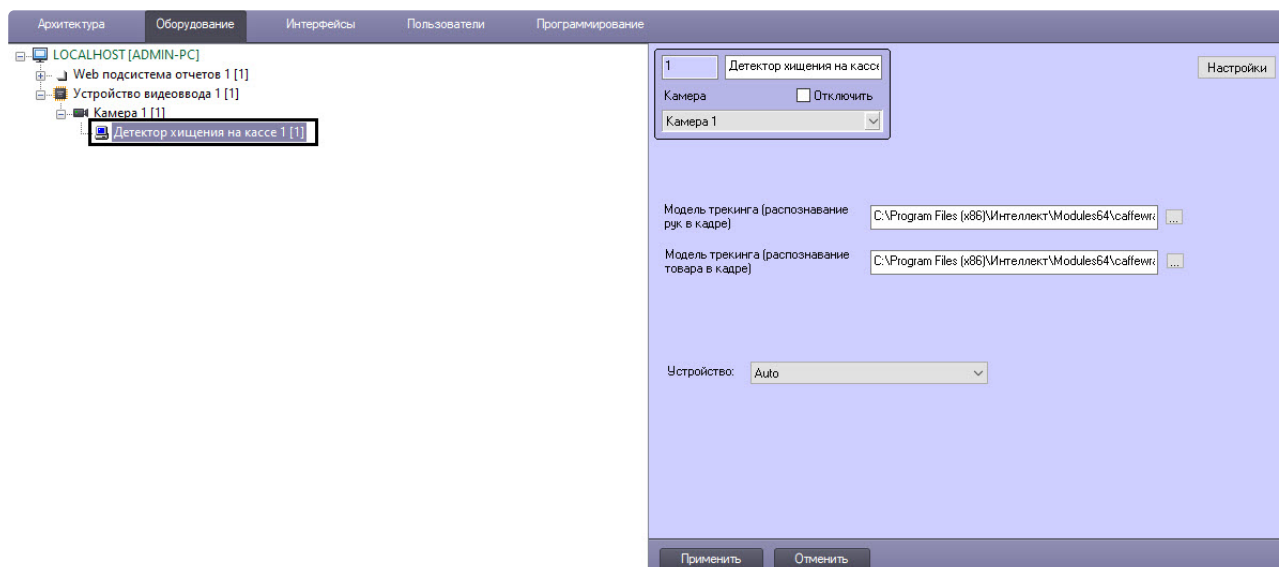 Архитектура Оборудование Интерфейсы Пользователи Программирование
LOCALHOST [ADMIN-PC]
Web подсистема отчетов 1 [1]
Устройство видеоввода 1 [1]
Камера 1 [1]
Детектор хищения на кассе 1 [1]
1 Детектор хищения на кассе
Настройки
Камера Отключить
Камера 1
Модель трекинга (распознавание
рук в кадре)
C:\Program Files (x86)\Интеллект\Modules64\caffewra ...
Модель трекинга (распознавание
товара в кадре)
C:\Program Files (x86)\Интеллект\Modules64\caffewra ...
Устройство: Auto
Применить Отменить